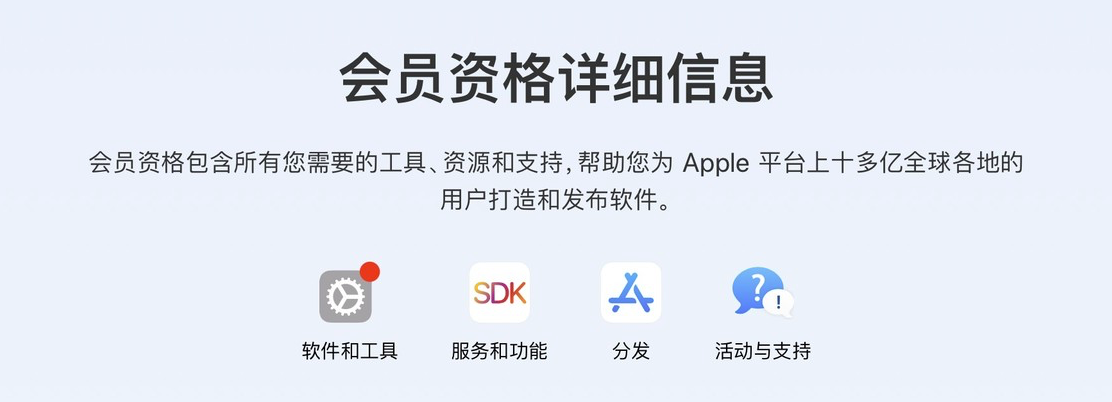 会员资格详细信息
会员资格包含所有您需要的工具、资源和支持，帮助您为 Apple 平台上十多亿全球各地的
用户打造和发布软件。
SDK
?
!
软件和工具
服务和功能
分发
活动与支持